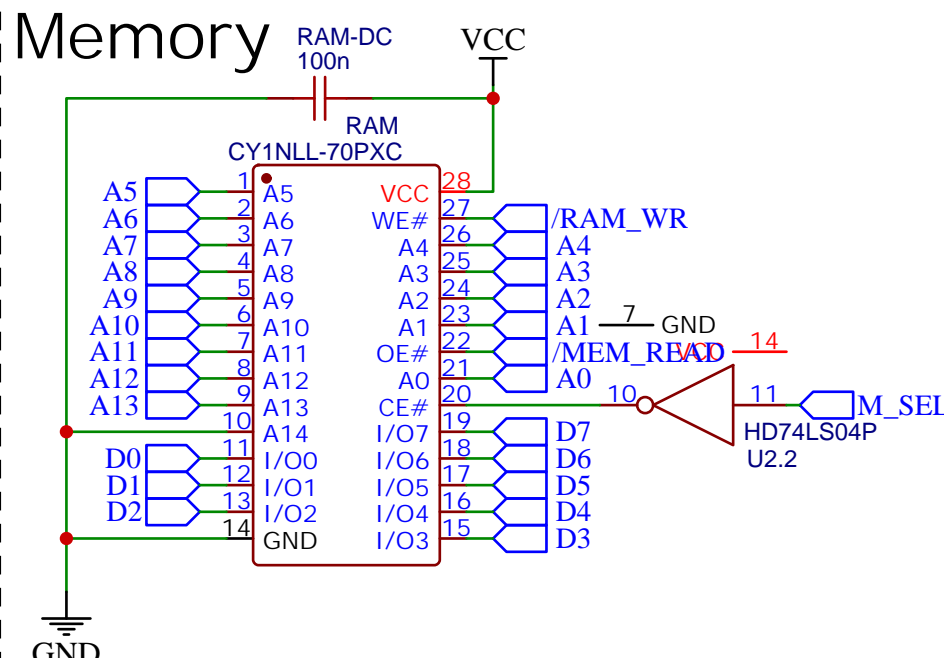 Memory
RAM-DC
100n
VCC
RAM
CY1NLL-70PXC
A5 1 A5 VCC 28
A6 2 A6 WE# 27 /RAM_WR
A7 3 A7 A4 26 A4
A8 4 A8 A3 25 A3
A9 5 A9 A2 24 A2
A10 6 A10 A1 23 A1 7 GND
A11 7 A11 OE# 22 /MEM_READ VCC 14
A12 8 A12 A0 21 A0
A13 9 A13 CE# 20 10 11 M_SEL
10 A14 I/O7 19 D7 HD74LS04P
D0 11 I/O0 I/O6 18 D6 U2.2
D1 12 I/O1 I/O5 17 D5
D2 13 I/O2 I/O4 16 D4
14 GND I/O3 15 D3
GND